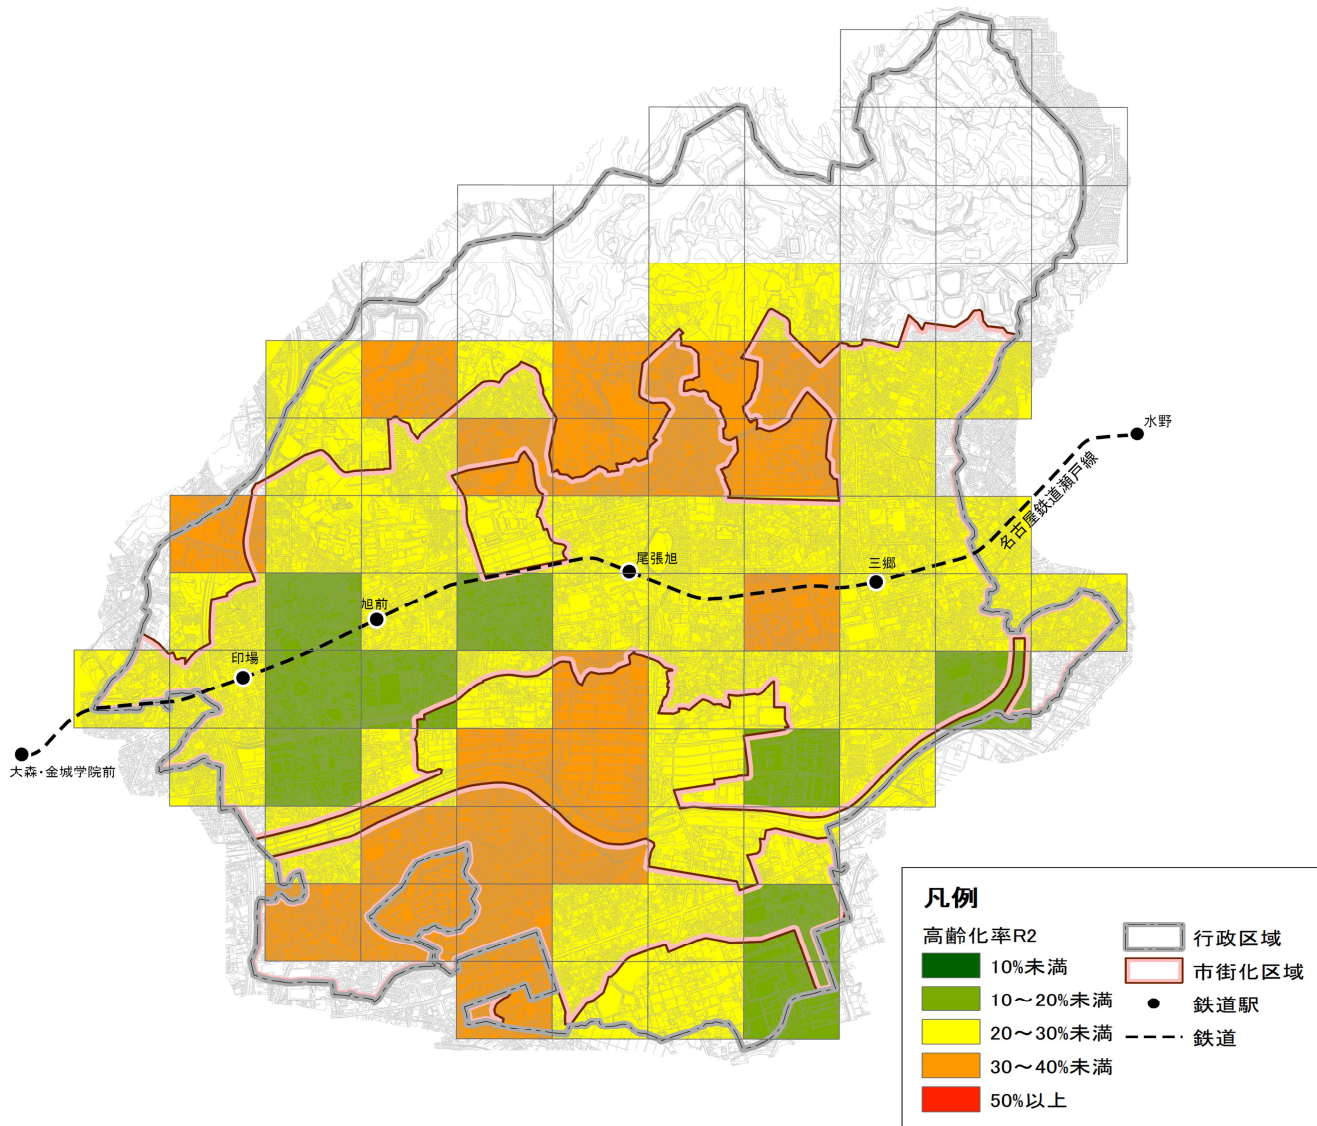 水野
名古屋鉄道瀬戸線
尾張旭
三郷
旭前
印場
大森・金城学院前
凡例
高齢化率R2
10%未満
10～20%未満
20～30%未満
30～40%未満
50%以上
行政区域
市街化区域
鉄道駅
鉄道